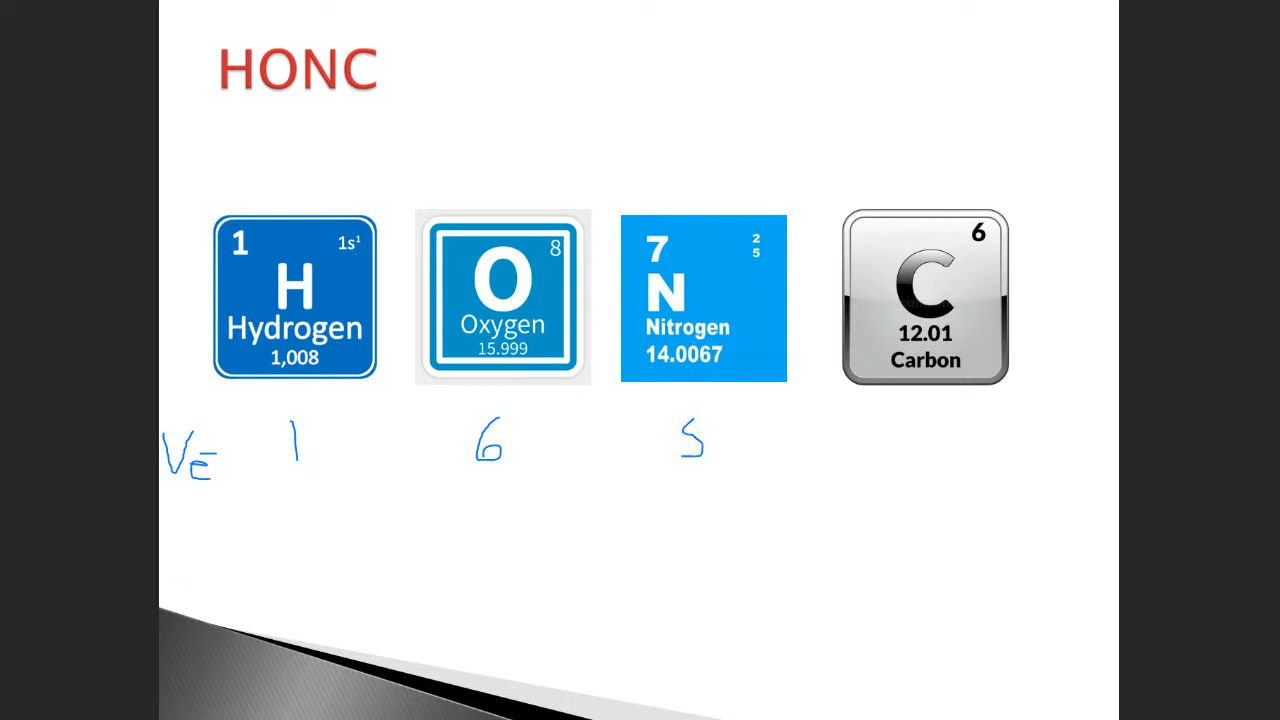 HONC
1 1s¹
H
Hydrogen
1,008
8
O
Oxygen
15.999
7 2
5
N
Nitrogen
14.0067
6
C
12.01
Carbon
Ve⁻ 1 6 5